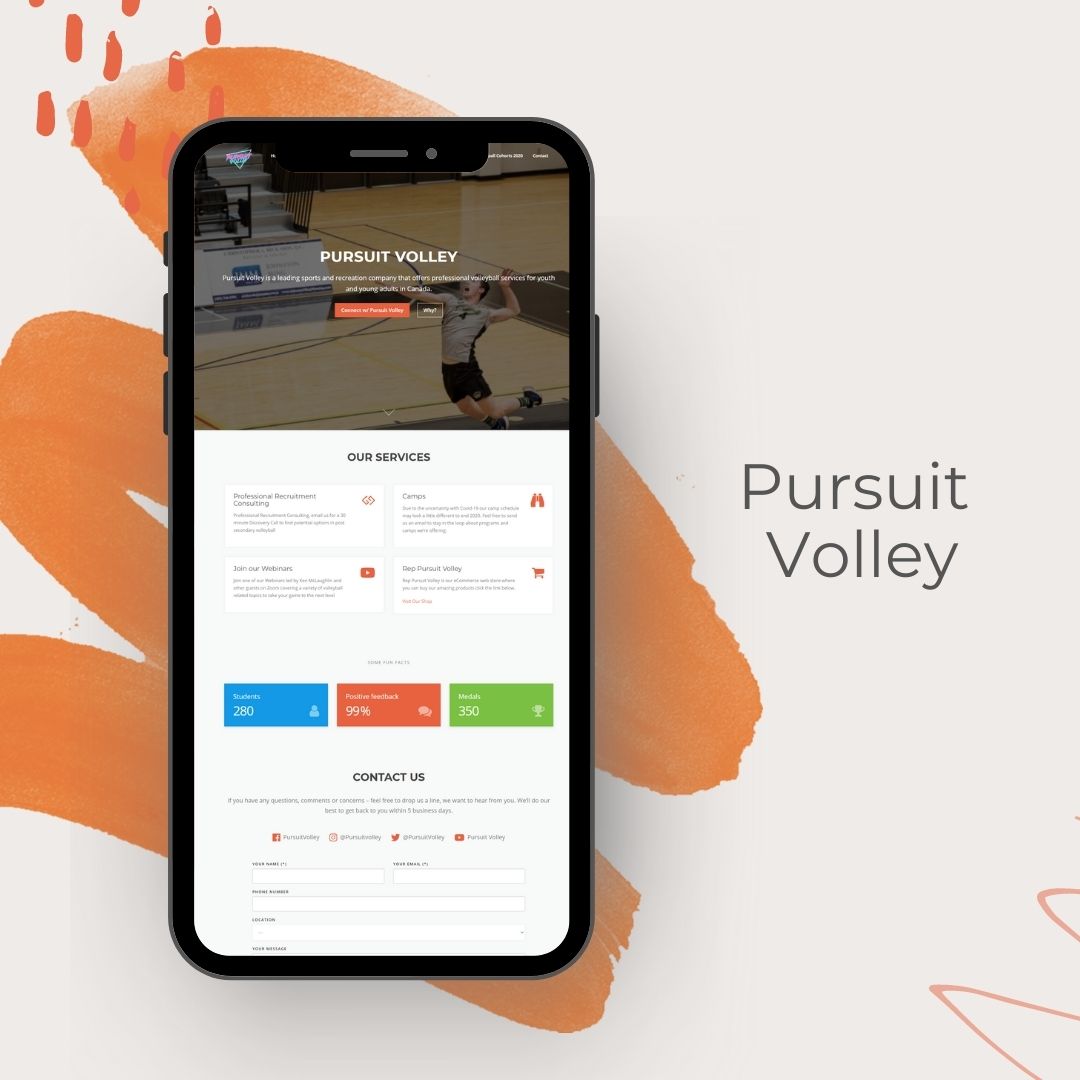 PURSUIT
all Cohorts 2020 Contact
PURSUIT VOLLEY
Pursuit Volley is a leading sports and recreation company that offers professional volleyball services for youth
and young adults in Canada.
Connect w/ Pursuit Volley Why?
OUR SERVICES
Professional Recruitment
Consulting
Professional Recruitment Consulting, email us for a 30
minute Discovery Call to find potential options in post
secondary volleyball
Camps
Due to the uncertainty with Covid-19 our camp schedule
may look a little different to end 2020. Feel free to send
us an email to stay in the loop about programs and
camps we're offering.
Join our Webinars
Join one of our Webinars led by Ken McLaughlin and
other guests on Zoom covering a variety of volleyball
related topics to take your game to the next level
Rep Pursuit Volley
Rep Pursuit Volley is our eCommerce web store where
you can buy our amazing products click the link below.
Visit Our Shop
SOME FUN FACTS
Students
280
Positive feedback
99%
Medals
350
CONTACT US
If you have any questions, comments or concerns – feel free to drop us a line, we want to hear from you. We'll do our
best to get back to you within 5 business days.
PursuitVolley @Pursuitvolley @PursuitVolley Pursuit Volley
YOUR NAME (*) YOUR EMAIL (*)
PHONE NUMBER
LOCATION
YOUR MESSAGE
Pursuit
Volley